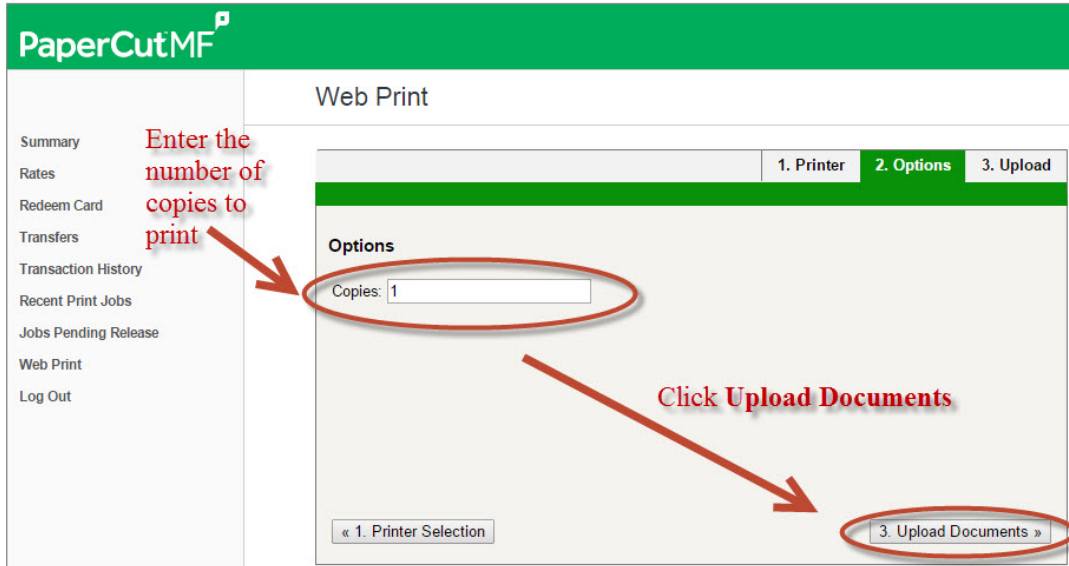 PaperCut MF
Web Print
Summary
Rates
Redeem Card
Transfers
Transaction History
Recent Print Jobs
Jobs Pending Release
Web Print
Log Out
Enter the
number of
copies to
print
1. Printer
2. Options
3. Upload
Options
Copies: 1
Click Upload Documents
« 1. Printer Selection
3. Upload Documents »